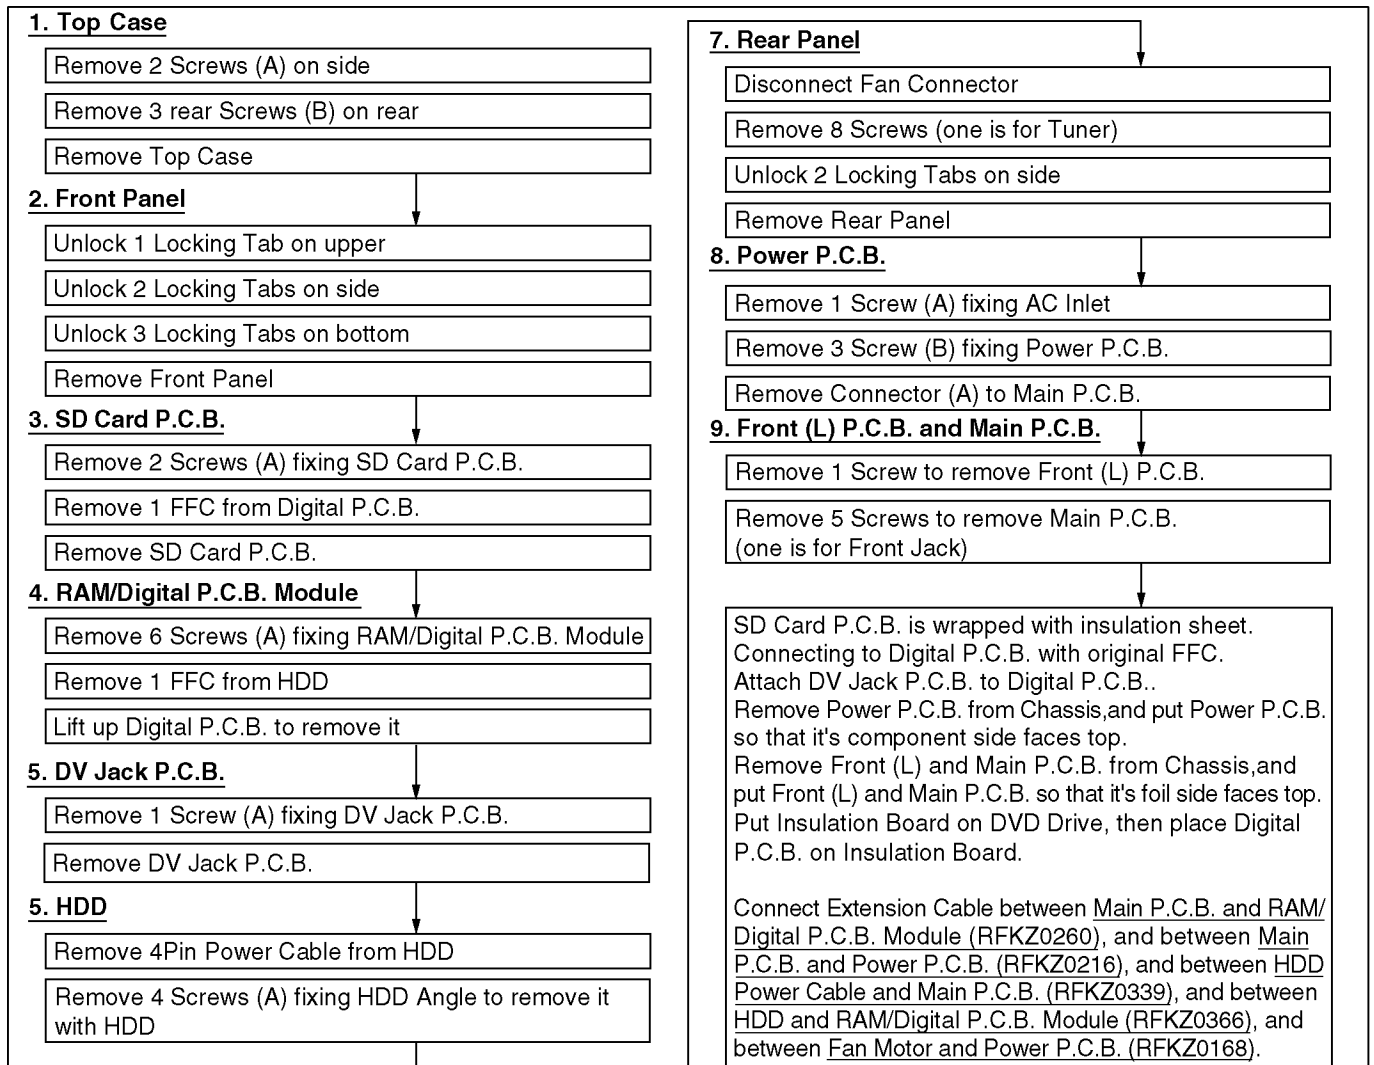 1. Top Case
Remove 2 Screws (A) on side
Remove 3 rear Screws (B) on rear
Remove Top Case
2. Front Panel
Unlock 1 Locking Tab on upper
Unlock 2 Locking Tabs on side
Unlock 3 Locking Tabs on bottom
Remove Front Panel
3. SD Card P.C.B.
Remove 2 Screws (A) fixing SD Card P.C.B.
Remove 1 FFC from Digital P.C.B.
Remove SD Card P.C.B.
4. RAM/Digital P.C.B. Module
Remove 6 Screws (A) fixing RAM/Digital P.C.B. Module
Remove 1 FFC from HDD
Lift up Digital P.C.B. to remove it
5. DV Jack P.C.B.
Remove 1 Screw (A) fixing DV Jack P.C.B.
Remove DV Jack P.C.B.
5. HDD
Remove 4Pin Power Cable from HDD
Remove 4 Screws (A) fixing HDD Angle to remove it
with HDD
7. Rear Panel
Disconnect Fan Connector
Remove 8 Screws (one is for Tuner)
Unlock 2 Locking Tabs on side
Remove Rear Panel
8. Power P.C.B.
Remove 1 Screw (A) fixing AC Inlet
Remove 3 Screw (B) fixing Power P.C.B.
Remove Connector (A) to Main P.C.B.
9. Front (L) P.C.B. and Main P.C.B.
Remove 1 Screw to remove Front (L) P.C.B.
Remove 5 Screws to remove Main P.C.B.
(one is for Front Jack)
SD Card P.C.B. is wrapped with insulation sheet.
Connecting to Digital P.C.B. with original FFC.
Attach DV Jack P.C.B. to Digital P.C.B..
Remove Power P.C.B. from Chassis,and put Power P.C.B.
so that it's component side faces top.
Remove Front (L) and Main P.C.B. from Chassis,and
put Front (L) and Main P.C.B. so that it's foil side faces top.
Put Insulation Board on DVD Drive, then place Digital
P.C.B. on Insulation Board.
Connect Extension Cable between Main P.C.B. and RAM/
Digital P.C.B. Module (RFKZ0260), and between Main
P.C.B. and Power P.C.B. (RFKZ0216), and between HDD
Power Cable and Main P.C.B. (RFKZ0339), and between
HDD and RAM/Digital P.C.B. Module (RFKZ0366), and
between Fan Motor and Power P.C.B. (RFKZ0168).